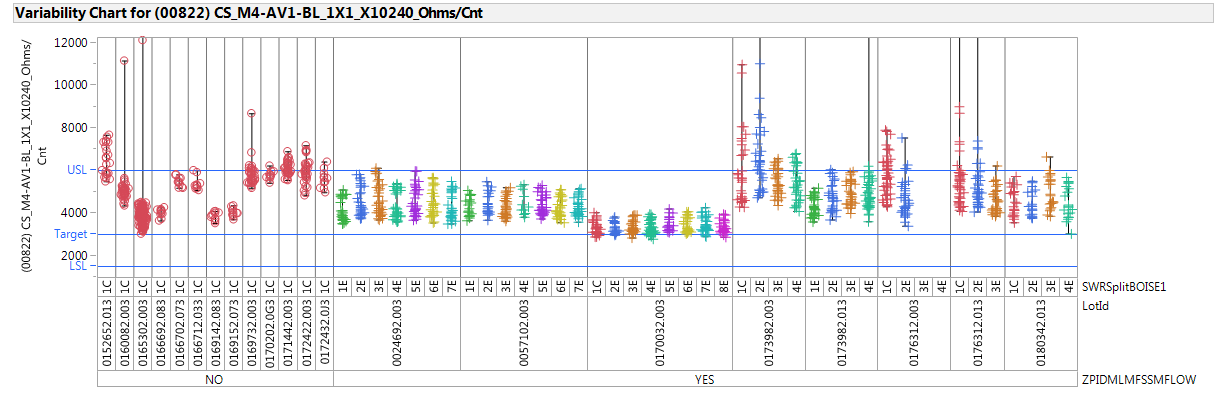 Variability Chart for (00822) CS_M4-AV1-BL_1X1_X10240_Ohms/Cnt
(00822) CS_M4-AV1-BL_1X1_X10240_Ohms/
Cnt
12000
10000
8000
USL
4000
Target
2000
LSL
1C 1C 1C 1C 1C 1C 1C 1C 1C 1C 1C 1C 1C 1E 2E 3E 4E 5E 6E 7E 1E 2E 3E 4E 5E 6E 7E 1C 2E 3E 4E 5E 6E 7E 8E 1C 2E 3E 4E 1E 2E 3E 4E 1C 2E 3E 4E 1C 2E 3E 1C 2E 3E 4E
SWRSplitBOISE1
0152652.013 0160082.003 0165302.003 0166692.083 0166702.073 0166712.033 0169142.083 0169152.073 0169732.003 0170202.0G3 0171442.003 0172422.003 0172432.013 0024692.003 0057102.003 0170032.003 0173982.003 0173982.013 0176312.003 0176312.013 0180342.013
LotId
NO YES
ZPIDMLMFSSMFLOW